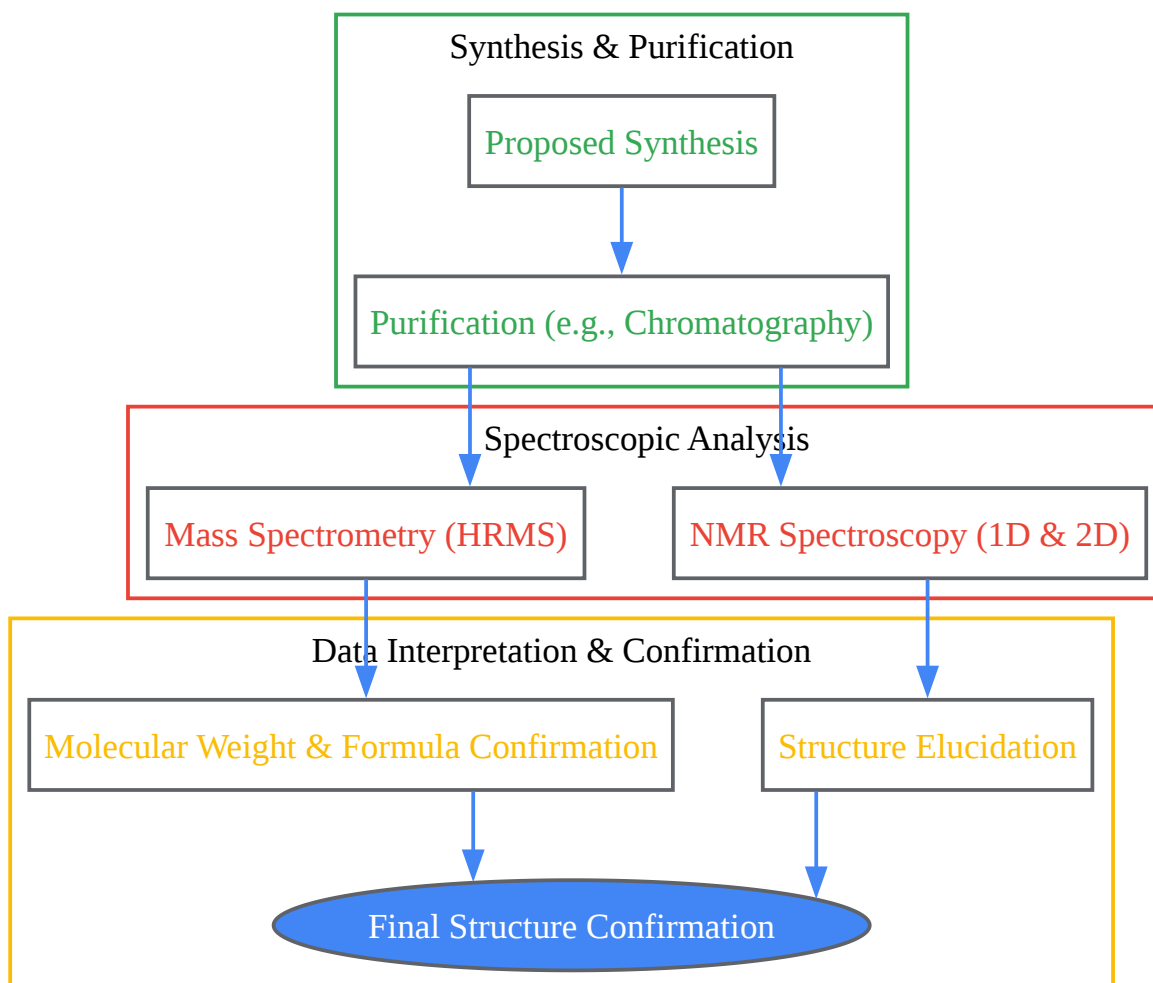 Synthesis & Purification
Proposed Synthesis
Purification (e.g., Chromatography)
Spectroscopic Analysis
Mass Spectrometry (HRMS)
NMR Spectroscopy (1D & 2D)
Data Interpretation & Confirmation
Molecular Weight & Formula Confirmation
Structure Elucidation
Final Structure Confirmation